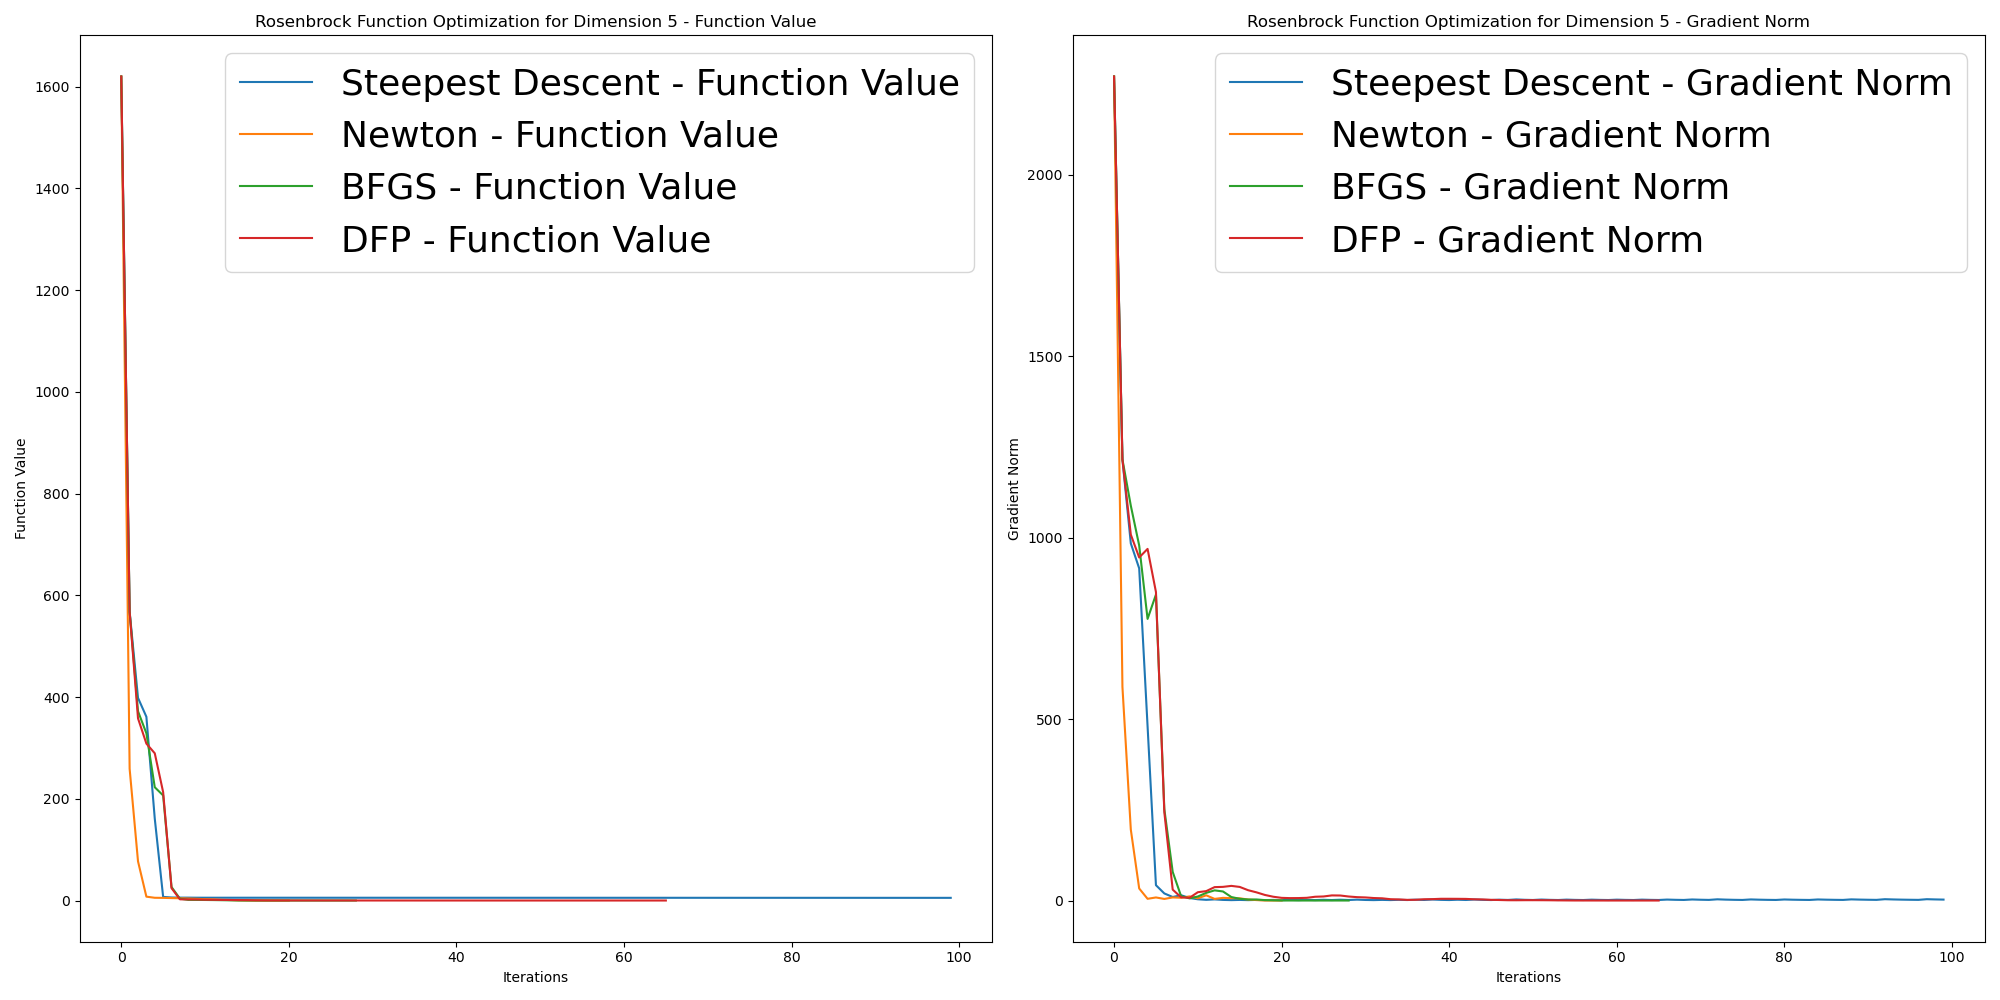 Rosenbrock Function Optimization for Dimension 5 - Function Value
Steepest Descent - Function Value
Newton - Function Value
BFGS - Function Value
DFP - Function Value
1600
1400
1200
1000
800
600
400
200
0
Function Value
0 20 40 60 80 100
Iterations
Rosenbrock Function Optimization for Dimension 5 - Gradient Norm
Steepest Descent - Gradient Norm
Newton - Gradient Norm
BFGS - Gradient Norm
DFP - Gradient Norm
2000
1500
1000
500
0
Gradient Norm
0 20 40 60 80 100
Iterations